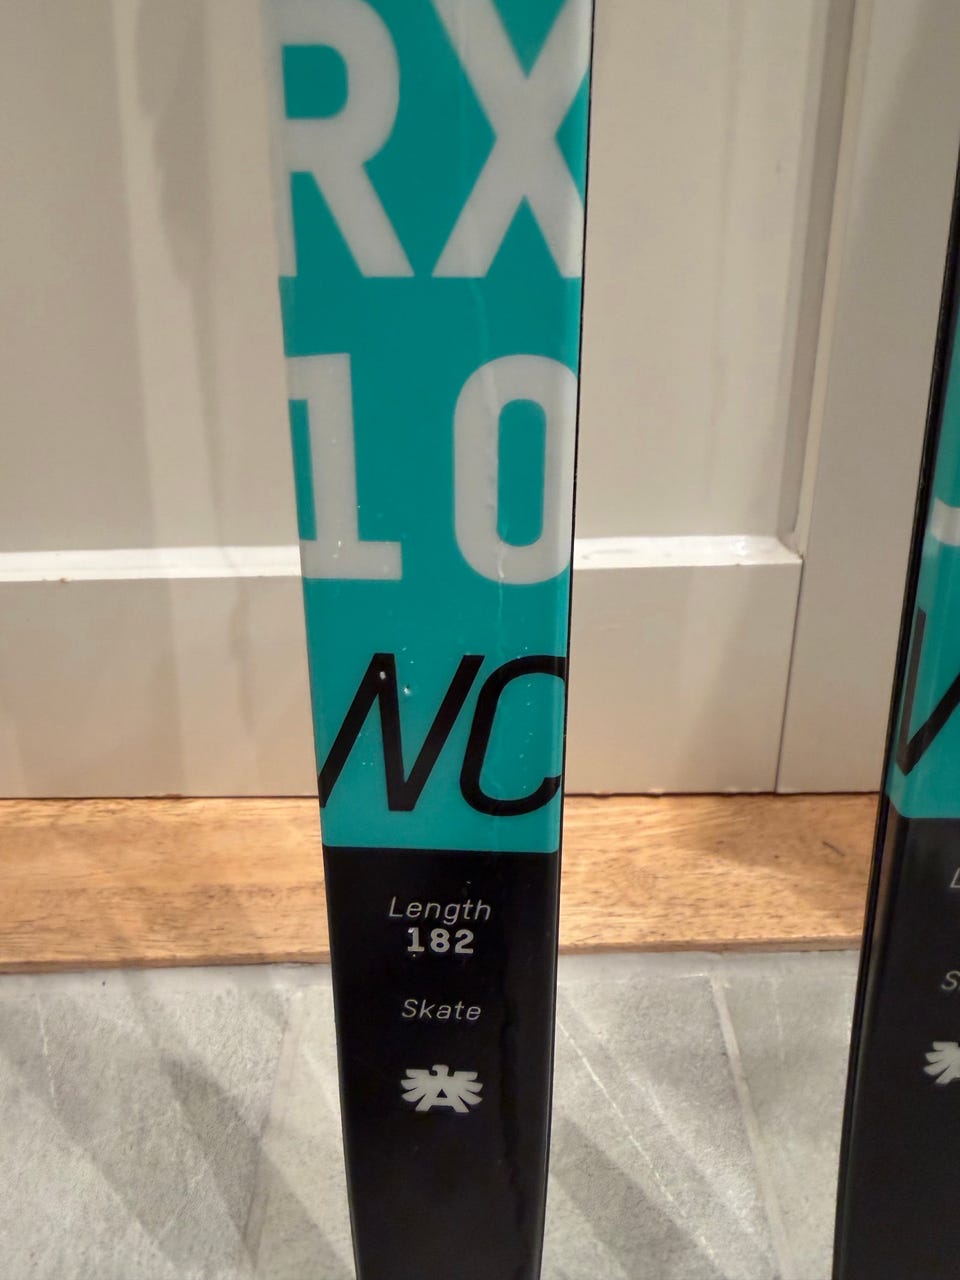 RX
10
WC
Length
182
Skate